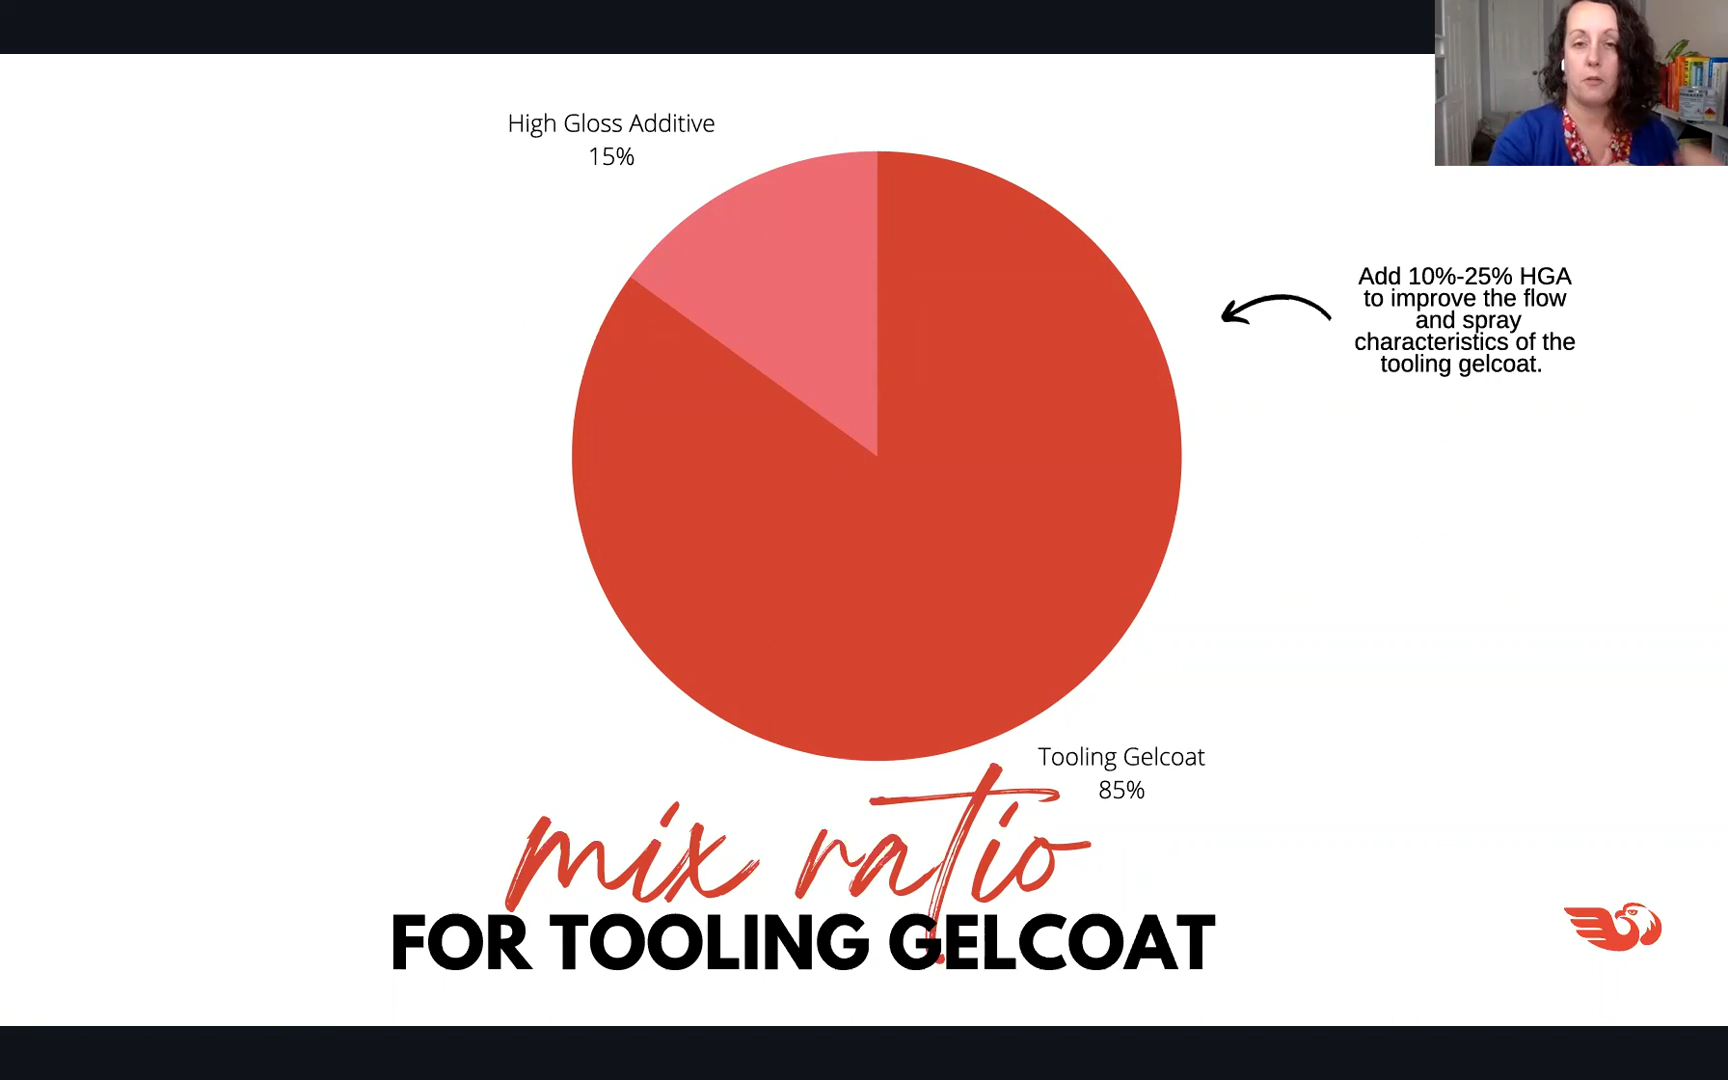 High Gloss Additive
15%
Add 10%-25% HGA
to improve the flow
and spray
characteristics of the
tooling gelcoat.
Tooling Gelcoat
85%
mix ratio
FOR TOOLING GELCOAT